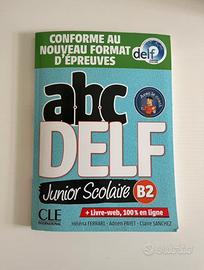 CONFORME AU
NOUVEAU FORMAT
D'ÉPREUVES
delf
abc
DELF
Junior Scolaire B2
+ Livre-web, 100% en ligne
CLE
INTERNATIONAL
Adrien PAYET - Claire SANCHEZ
subito